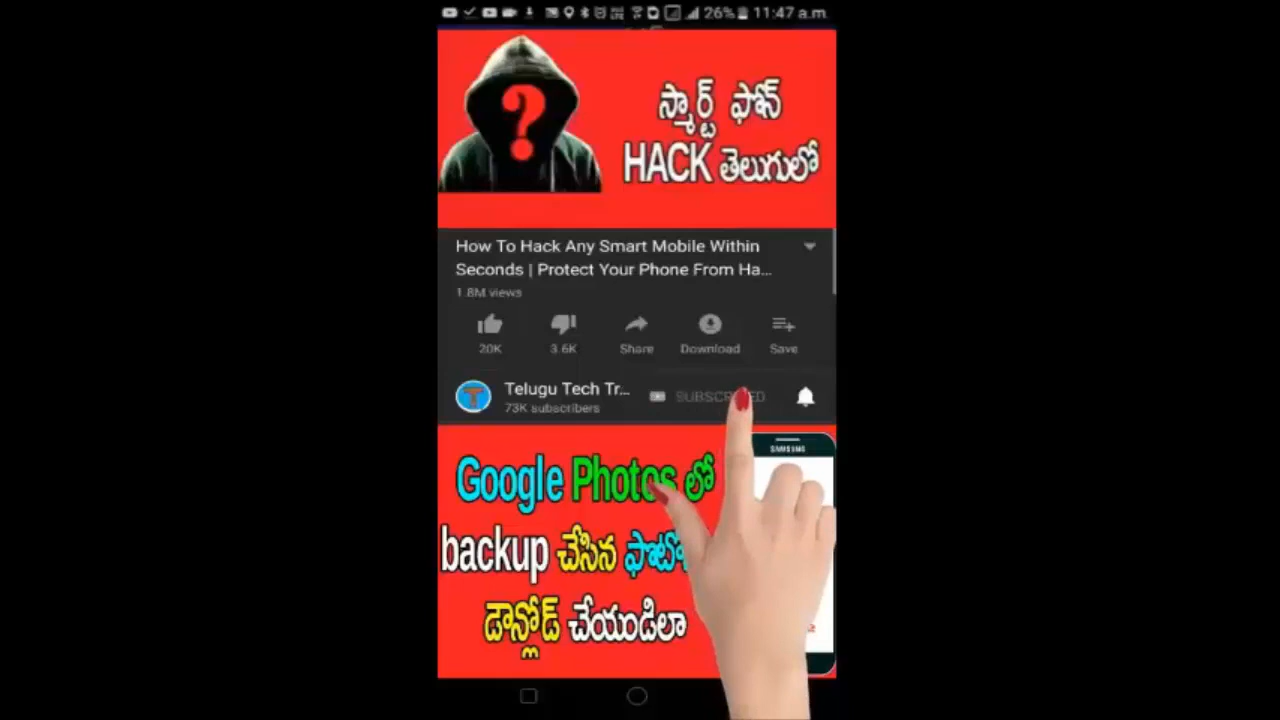 26% 11:47 a.m.
స్మార్ట్ ఫోన్
HACK తెలుగులో
How To Hack Any Smart Mobile Within
Seconds | Protect Your Phone From Ha...
1.8M views
20K 3.6K Share Download Save
Telugu Tech Tr...
73K subscribers
SAMSUNG
Google Photos లో
backup చేసిన
డౌన్లోడ్ చేయండిలా